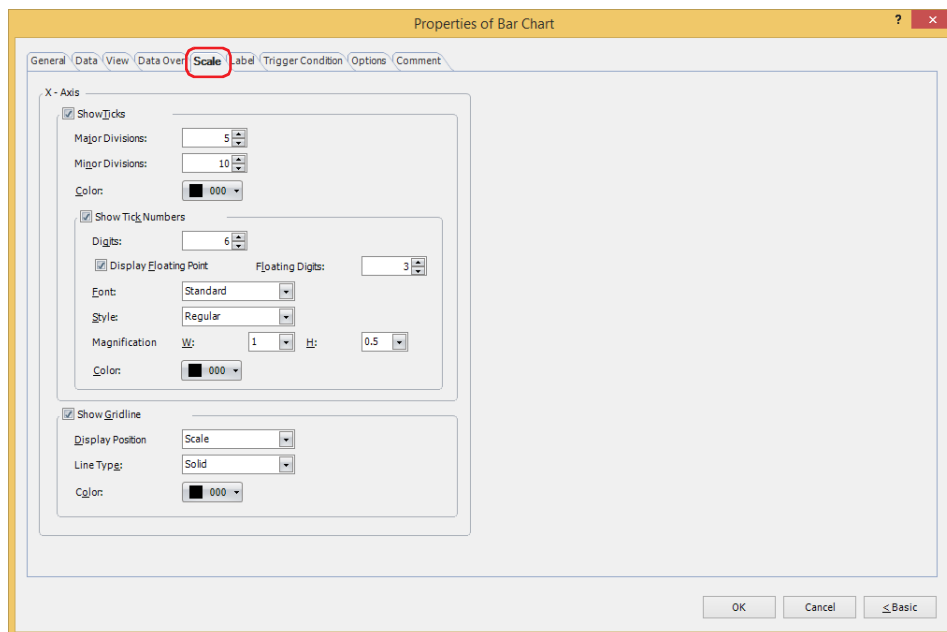 Properties of Bar Chart
?
General Data View Data Over Scale Label Trigger Condition Options Comment
X - Axis
Show Ticks
Major Divisions: 5
Minor Divisions: 10
Color: 000
Show Tick Numbers
Digits: 6
Display Floating Point Floating Digits: 3
Font: Standard
Style: Regular
Magnification W: 1 H: 0.5
Color: 000
Show Gridline
Display Position Scale
Line Type: Solid
Color: 000
OK Cancel < Basic